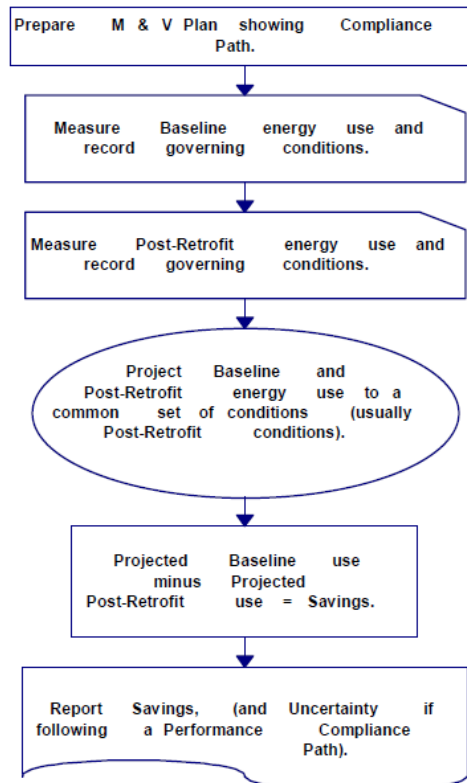 Prepare M & V Plan showing Compliance
Path.
Measure Baseline energy use and
record governing conditions.
Measure Post-Retrofit energy use and
record governing conditions.
Project Baseline and
Post-Retrofit energy use to a
common set of conditions (usually
Post-Retrofit conditions).
Projected Baseline use
minus Projected
Post-Retrofit use = Savings.
Report Savings, (and Uncertainty if
following a Performance Compliance
Path).